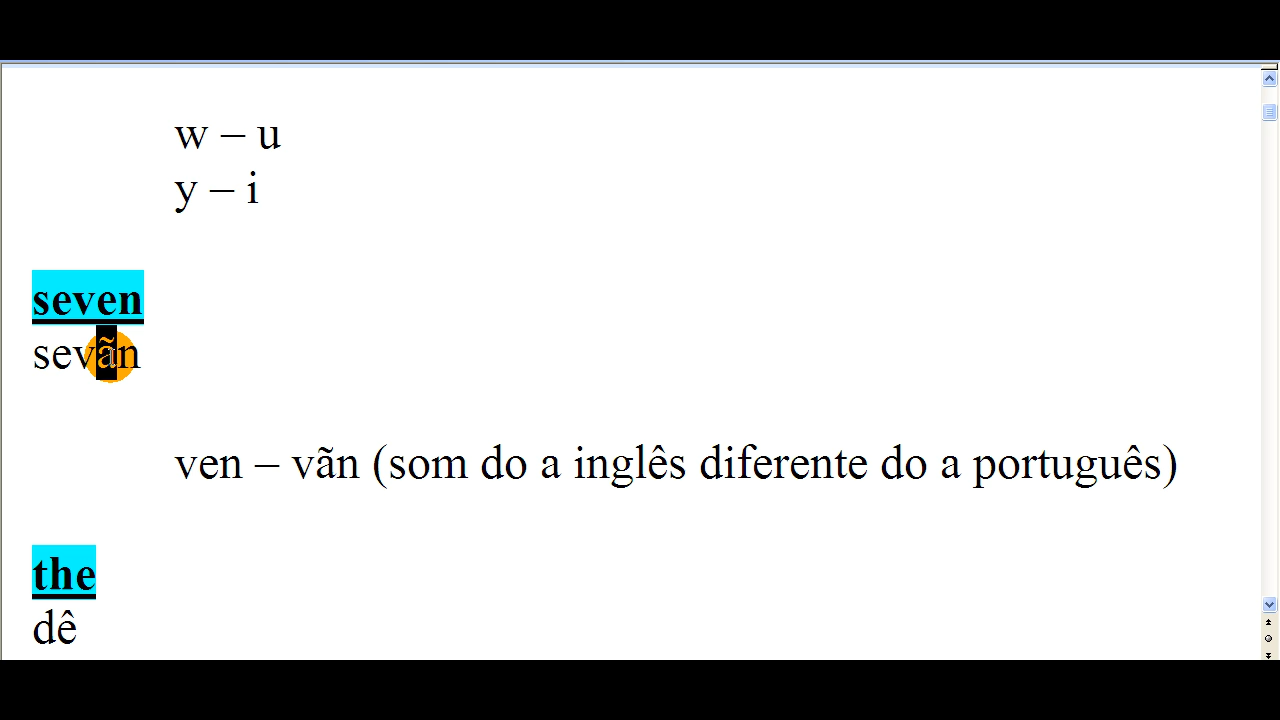 w – u
y – i
seven
sevãn
ven – vãn (som do a inglês diferente do a português)
the
dê